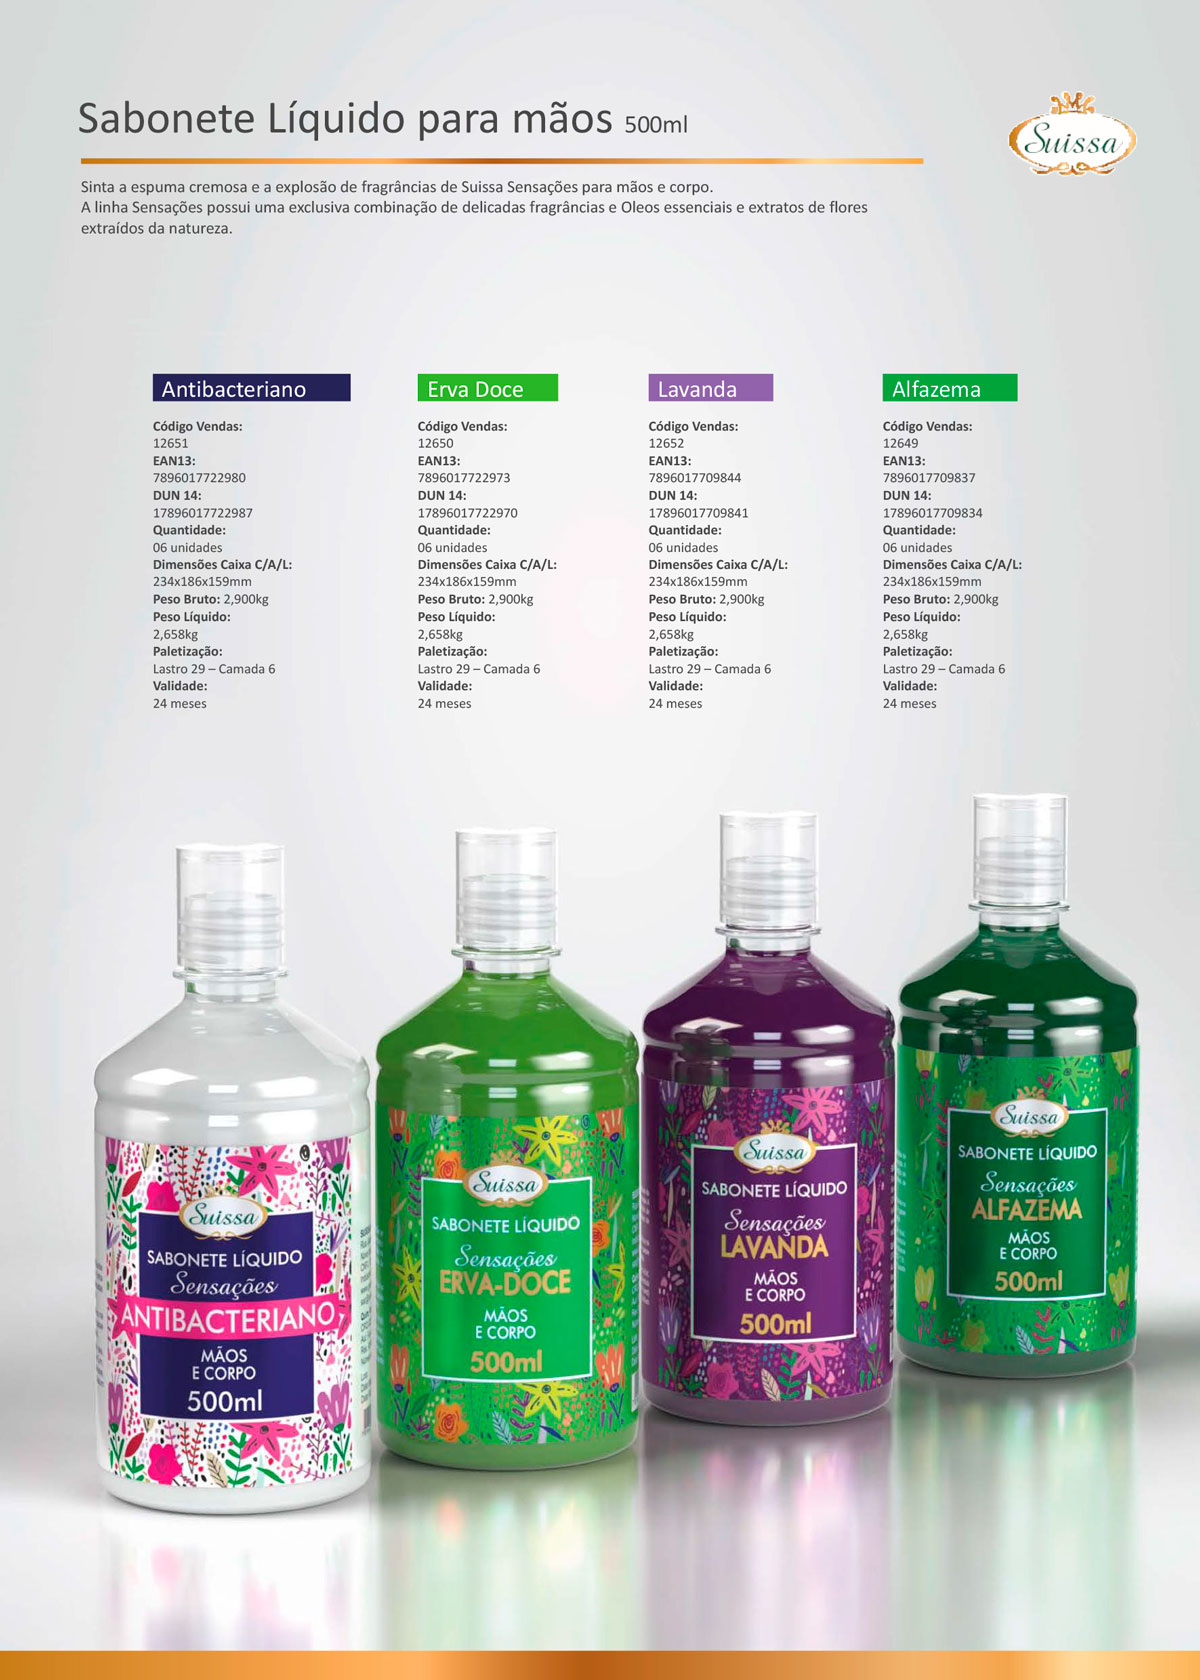 Sabonete Líquido para mãos 500ml
Suissa
Sinta a espuma cremosa e a explosão de fragrâncias de Suissa Sensações para mãos e corpo.
A linha Sensações possui uma exclusiva combinação de delicadas fragrâncias e Oleos essenciais e extratos de flores
extraídos da natureza.
Antibacteriano
Código Vendas:
12651
EAN13:
7896017722980
DUN 14:
17896017722987
Quantidade:
06 unidades
Dimensões Caixa C/A/L:
234x186x159mm
Peso Bruto: 2,900kg
Peso Líquido:
2,658kg
Paletização:
Lastro 29 – Camada 6
Validade:
24 meses
Erva Doce
Código Vendas:
12650
EAN13:
7896017722973
DUN 14:
17896017722970
Quantidade:
06 unidades
Dimensões Caixa C/A/L:
234x186x159mm
Peso Bruto: 2,900kg
Peso Líquido:
2,658kg
Paletização:
Lastro 29 – Camada 6
Validade:
24 meses
Lavanda
Código Vendas:
12652
EAN13:
7896017709844
DUN 14:
17896017709841
Quantidade:
06 unidades
Dimensões Caixa C/A/L:
234x186x159mm
Peso Bruto: 2,900kg
Peso Líquido:
2,658kg
Paletização:
Lastro 29 – Camada 6
Validade:
24 meses
Alfazema
Código Vendas:
12649
EAN13:
7896017709837
DUN 14:
17896017709834
Quantidade:
06 unidades
Dimensões Caixa C/A/L:
234x186x159mm
Peso Bruto: 2,900kg
Peso Líquido:
2,658kg
Paletização:
Lastro 29 – Camada 6
Validade:
24 meses
Suissa
SABONETE LÍQUIDO
Sensações
ANTIBACTERIANO
MÃOS
E CORPO
500ml
Suissa
SABONETE LÍQUIDO
Sensações
ERVA-DOCE
MÃOS
E CORPO
500ml
Suissa
SABONETE LÍQUIDO
Sensações
LAVANDA
MÃOS
E CORPO
500ml
Suissa
SABONETE LÍQUIDO
Sensações
ALFAZEMA
MÃOS
E CORPO
500ml